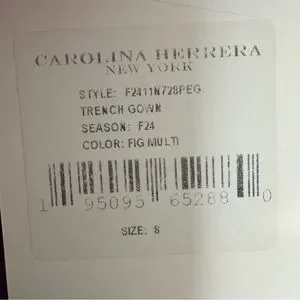 CAROLINA HERRERA
NEW YORK
STYLE: F2411N728PEG
TRENCH GOWN
SEASON: F24
COLOR: FIG MULTI
1 95095 65288 0
SIZE: 8